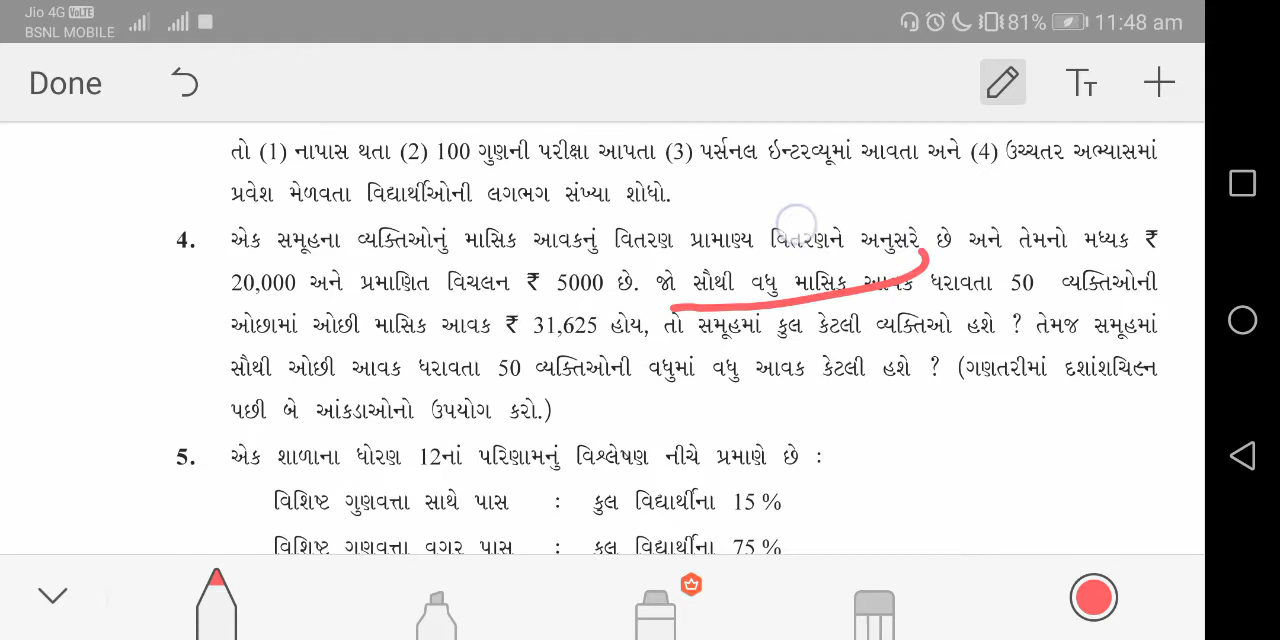 Jio 4G VoLTE
BSNL MOBILE
81% 11:48 am
Done
TT
તો (1) નાપાસ થતા (2) 100 ગુણની પરીક્ષા આપતા (3) પર્સનલ ઇન્ટરવ્યૂમાં આવતા અને (4) ઉચ્ચતર અભ્યાસમાં
પ્રવેશ મેળવતા વિદ્યાર્થીઓની લગભગ સંખ્યા શોધો.
4. એક સમૂહના વ્યક્તિઓનું માસિક આવકનું વિતરણ પ્રામાણ્ય વિતરણને અનુસરે છે અને તેમનો મધ્યક ₹
20,000 અને પ્રમાણિત વિચલન ₹ 5000 છે. જો સૌથી વધુ માસિક આવક ધરાવતા 50 વ્યક્તિઓની
ઓછામાં ઓછી માસિક આવક ₹ 31,625 હોય, તો સમૂહમાં કુલ કેટલી વ્યક્તિઓ હશે ? તેમજ સમૂહમાં
સૌથી ઓછી આવક ધરાવતા 50 વ્યક્તિઓની વધુમાં વધુ આવક કેટલી હશે ? (ગણતરીમાં દશાંશચિહ્ન
પછી બે આંકડાઓનો ઉપયોગ કરો.)
5. એક શાળાના ધોરણ 12નાં પરિણામનું વિશ્લેષણ નીચે પ્રમાણે છે :
વિશિષ્ટ ગુણવત્તા સાથે પાસ : કુલ વિદ્યાર્થીના 15 %
વિશિષ્ટ ગુણવત્તા વગર પાસ : કુલ વિદ્યાર્થીના 75 %